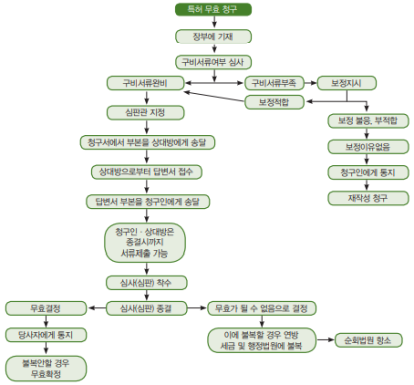 특허 무효 청구
장부에 기재
구비서류여부 심사
구비서류완비
구비서류부족
보정지시
보정적합
심판관 지정
보정 불응, 부적합
청구서에서 부본을 상대방에게 송달
보정이유없음
상대방으로부터 답변서 접수
청구인에게 통지
답변서 부본을 청구인에게 송달
재작성 청구
청구인 · 상대방은
종결시까지
서류제출 가능
심사(심판) 착수
무효결정
심사(심판) 종결
무효가 될 수 없음으로 결정
당사자에게 통지
이에 불복할 경우 연방
세금 및 행정법원에 불복
순회법원 항소
불복안할 경우
무효확정